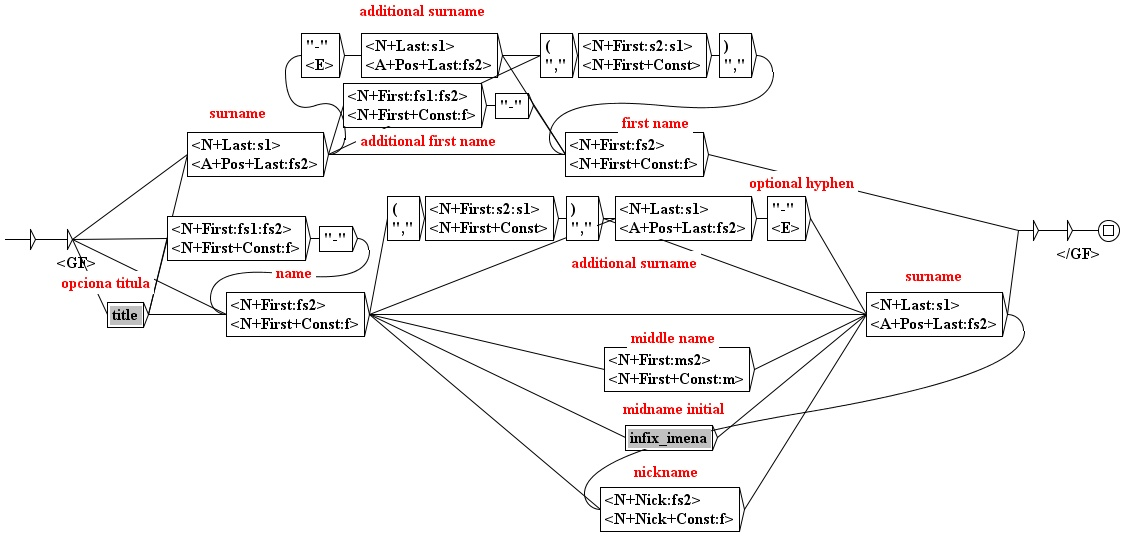 additional surname
"-"
<E>
<N+Last:s1>
<A+Pos+Last:fs2>
(
","
<N+First:s2:s1>
<N+First+Const>
)
","
<N+First:fs1:fs2>
<N+First+Const:f>
"-"
surname
additional first name
first name
<N+Last:s1>
<A+Pos+Last:fs2>
<N+First:fs2>
<N+First+Const:f>
optional hyphen
(
","
<N+First:s2:s1>
<N+First+Const>
)
","
<N+Last:s1>
<A+Pos+Last:fs2>
"-"
<E>
<N+First:fs1:fs2>
<N+First+Const:f>
"-"
<GF>
</GF>
additional surname
name
surname
opciona titula
title
<N+First:fs2>
<N+First+Const:f>
<N+Last:s1>
<A+Pos+Last:fs2>
middle name
<N+First:ms2>
<N+First+Const:m>
midname initial
infix_imena
nickname
<N+Nick:fs2>
<N+Nick+Const:f>